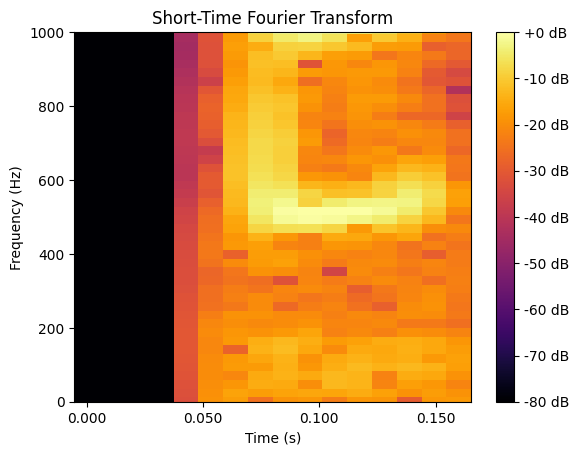 Short-Time Fourier Transform
Frequency (Hz)
1000
800
600
400
200
0
0.000
0.050
0.100
0.150
Time (s)
+0 dB
-10 dB
-20 dB
-30 dB
-40 dB
-50 dB
-60 dB
-70 dB
-80 dB